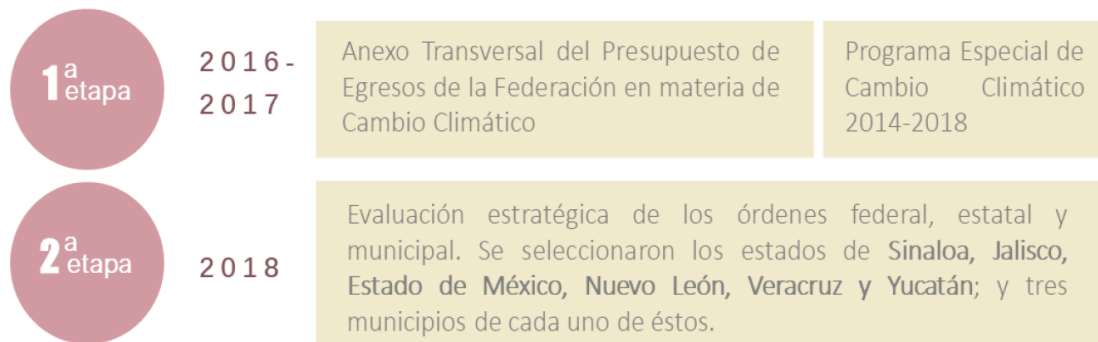 1ª etapa
2016-
2017
Anexo Transversal del Presupuesto de
Egresos de la Federación en materia de
Cambio Climático
Programa Especial de
Cambio Climático
2014-2018
2ª etapa
2018
Evaluación estratégica de los órdenes federal, estatal y
municipal. Se seleccionaron los estados de Sinaloa, Jalisco,
Estado de México, Nuevo León, Veracruz y Yucatán; y tres
municipios de cada uno de éstos.